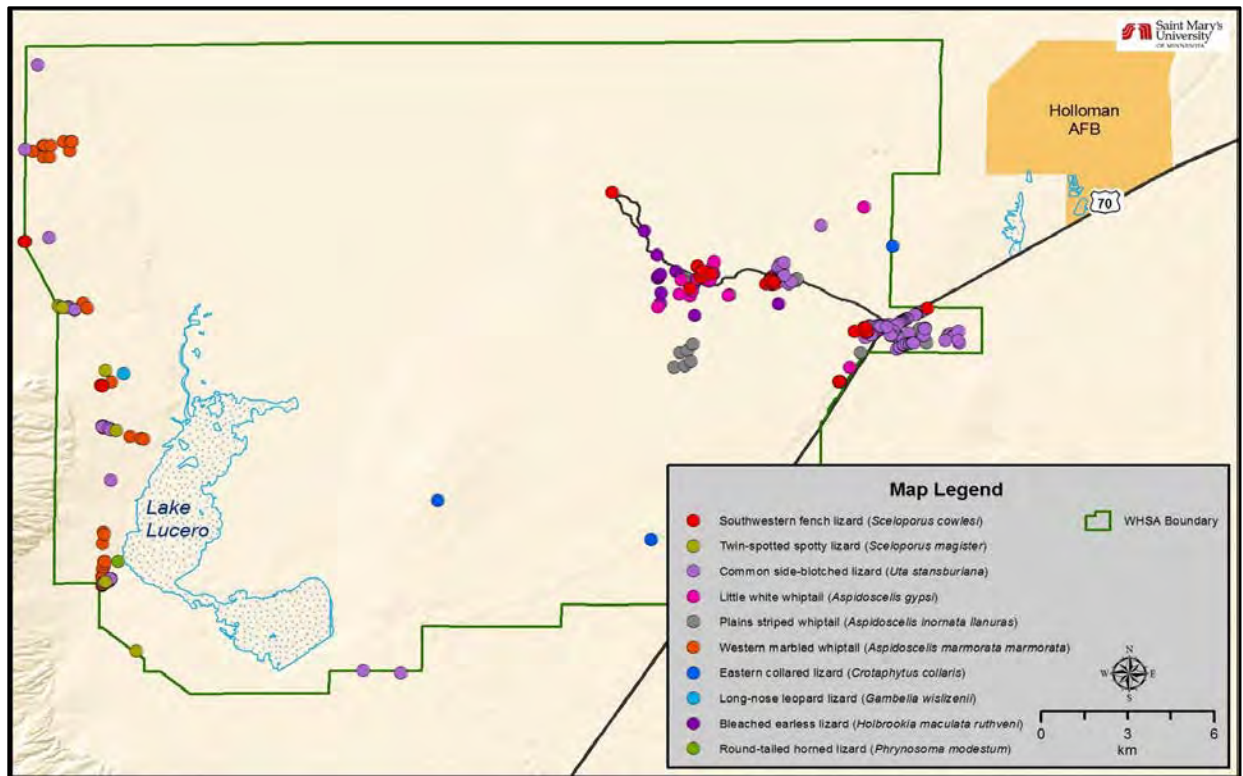 Saint Mary's
University
OF MINNESOTA
Holloman
AFB
70
Lake
Lucero
Map Legend
Southwestern fench lizard (Sceloporus cowlesi)
Twin-spotted spotty lizard (Sceloporus magister)
Common side-blotched lizard (Uta stansburiana)
Little white whiptail (Aspidoscelis gypsi)
Plains striped whiptail (Aspidoscelis inornata llanuras)
Western marbled whiptail (Aspidoscelis marmorata marmorata)
Eastern collared lizard (Crotaphytus collaris)
Long-nose leopard lizard (Gambelia wislizenii)
Bleached earless lizard (Holbrookia maculata ruthveni)
Round-tailed horned lizard (Phrynosoma modestum)
WHSA Boundary
N
W E
S
0 3 6
km